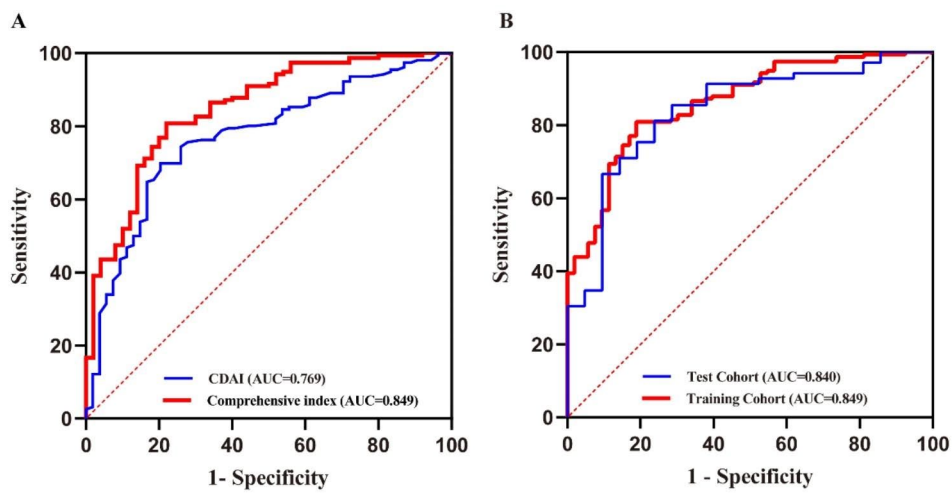 A
100
80
60
40
20
0
Sensitivity
CDAI (AUC=0.769)
Comprehensive index (AUC=0.849)
0 20 40 60 80 100
1- Specificity
B
100
80
60
40
20
0
Sensitivity
Test Cohort (AUC=0.840)
Training Cohort (AUC=0.849)
0 20 40 60 80 100
1 - Specificity